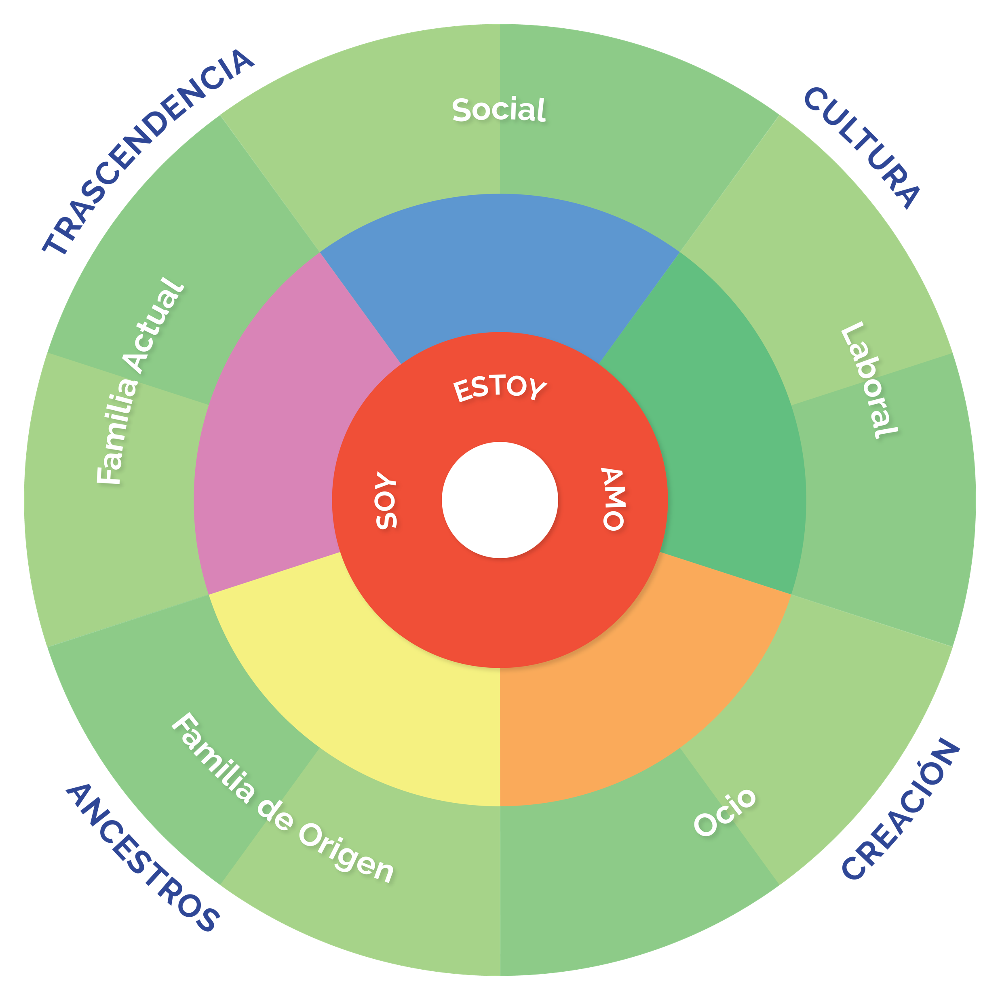 TRASCENDENCIA
CULTURA
Social
Familia Actual
Laboral
ESTOY
SOY
AMO
Familia de Origen
Ocio
ANCESTROS
CREACIÓN